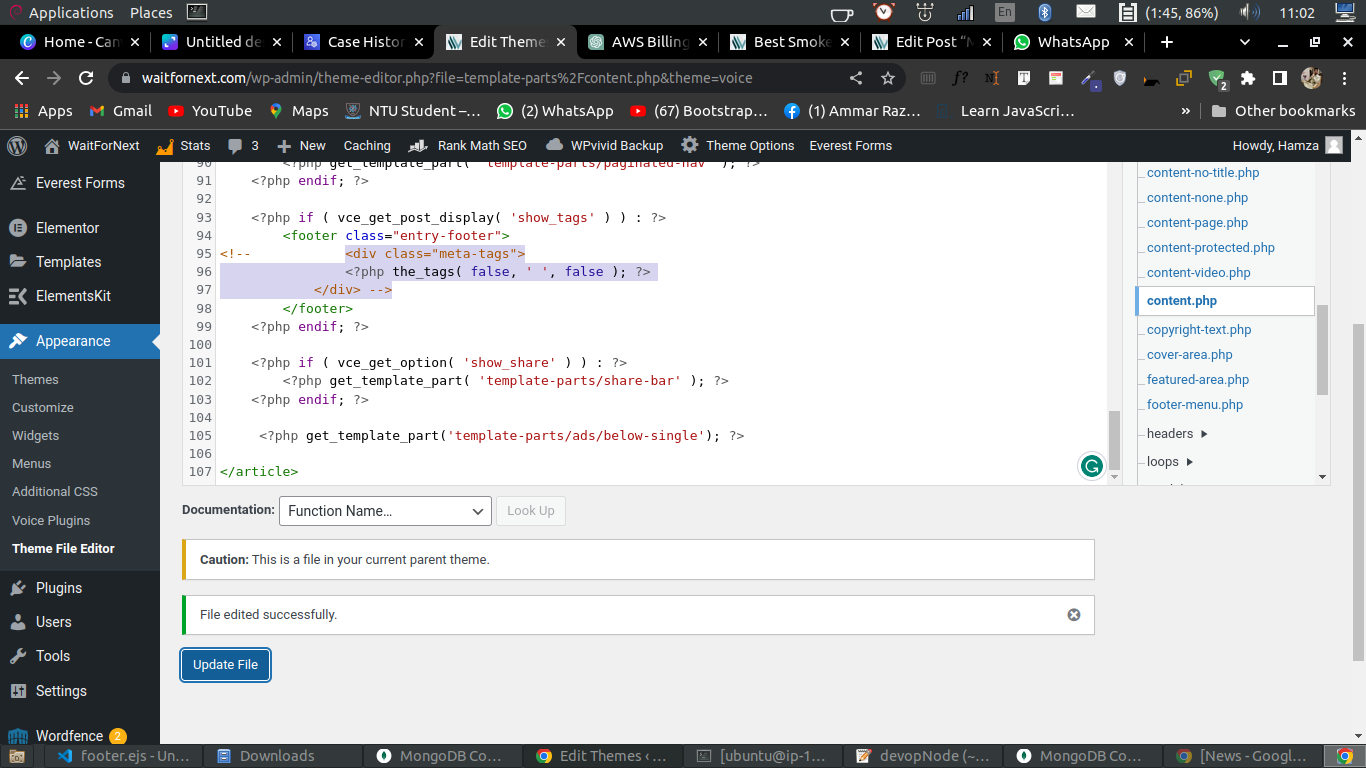 Applications Places En (1:45, 86%) 11:02
Home - Can Untitled de Case Histor Edit Theme AWS Billing Best Smoke Edit Post “M WhatsApp
waitfornext.com/wp-admin/theme-editor.php?file=template-parts%2Fcontent.php&theme=voice
Apps Gmail YouTube Maps NTU Student –... (2) WhatsApp (67) Bootstrap... (1) Ammar Raz... Learn JavaScri... » Other bookmarks
WaitForNext Stats 3 New Caching Rank Math SEO WPvivid Backup Theme Options Everest Forms Howdy, Hamza
Everest Forms
Elementor
Templates
ElementsKit
Appearance
Themes
Customize
Widgets
Menus
Additional CSS
Voice Plugins
Theme File Editor
Plugins
Users
Tools
Settings
Wordfence 2
90 <?php get_template_part( 'template-parts/paginated-nav' ); ?>
91 <?php endif; ?>
92
93 <?php if ( vce_get_post_display( 'show_tags' ) ) : ?>
94 <footer class="entry-footer">
95 <!-- <div class="meta-tags">
96 <?php the_tags( false, ' ', false ); ?>
97 </div> -->
98 </footer>
99 <?php endif; ?>
100
101 <?php if ( vce_get_option( 'show_share' ) ) : ?>
102 <?php get_template_part( 'template-parts/share-bar' ); ?>
103 <?php endif; ?>
104
105 <?php get_template_part('template-parts/ads/below-single'); ?>
106
107 </article>
content-no-title.php
content-none.php
content-page.php
content-protected.php
content-video.php
content.php
copyright-text.php
cover-area.php
featured-area.php
footer-menu.php
headers
loops
Documentation: Function Name... Look Up
Caution: This is a file in your current parent theme.
File edited successfully.
Update File
footer.ejs - Un... Downloads MongoDB Co... Edit Themes ‹ ... [ubuntu@ip-1... devopNode (~... MongoDB Co... [News - Googl...